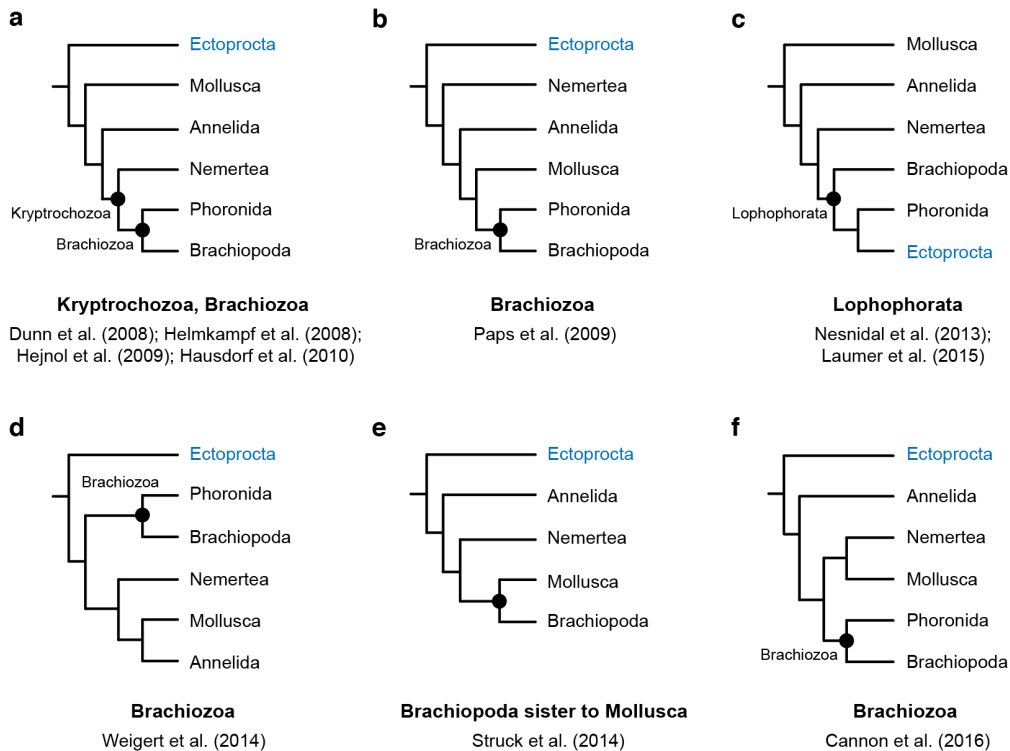 a
Ectoprocta
Mollusca
Annelida
Nemertea
Kryptrochozoa
Phoronida
Brachiozoa
Brachiopoda
Kryptrochozoa, Brachiozoa
Dunn et al. (2008); Helmkampf et al. (2008);
Hejnol et al. (2009); Hausdorf et al. (2010)
b
Ectoprocta
Nemertea
Annelida
Mollusca
Phoronida
Brachiozoa
Brachiopoda
Brachiozoa
Paps et al. (2009)
c
Mollusca
Annelida
Nemertea
Brachiopoda
Lophophorata
Phoronida
Ectoprocta
Lophophorata
Nesnidal et al. (2013);
Laumer et al. (2015)
d
Ectoprocta
Brachiozoa
Phoronida
Brachiopoda
Nemertea
Mollusca
Annelida
Brachiozoa
Weigert et al. (2014)
e
Ectoprocta
Annelida
Nemertea
Mollusca
Brachiopoda
Brachiopoda sister to Mollusca
Struck et al. (2014)
f
Ectoprocta
Annelida
Nemertea
Mollusca
Phoronida
Brachiozoa
Brachiopoda
Brachiozoa
Cannon et al. (2016)